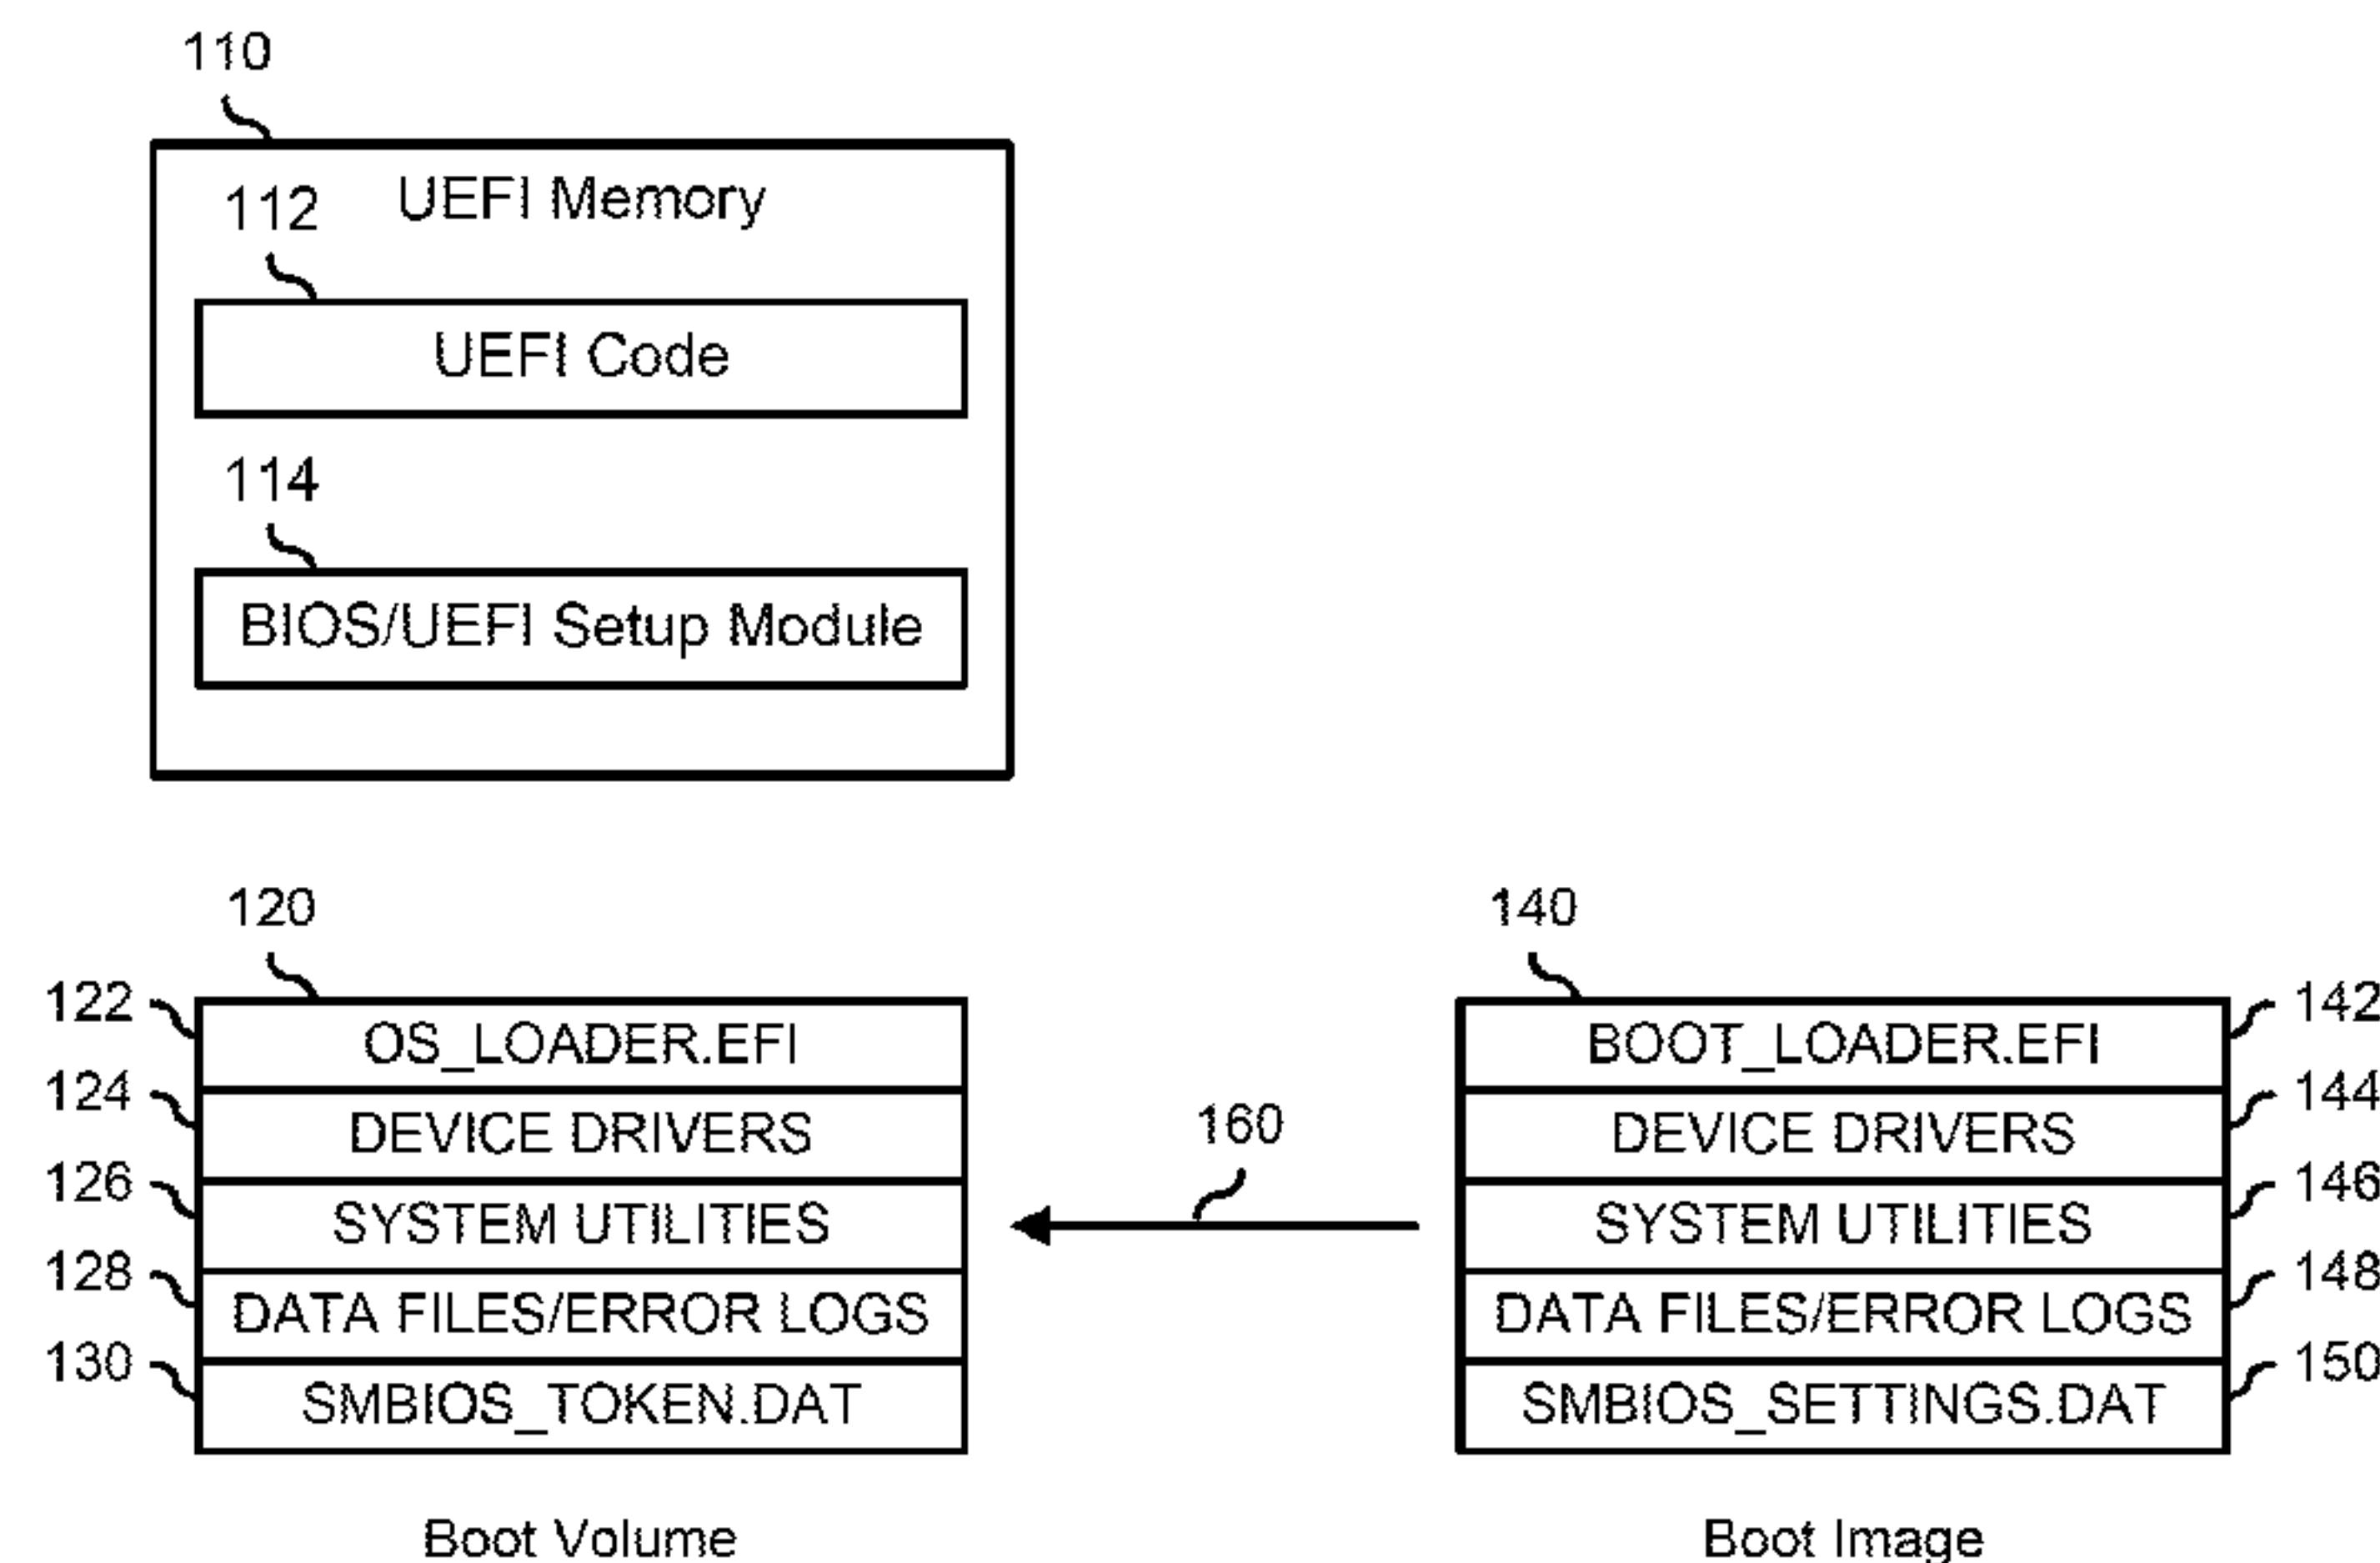 110
UEFI Memory
112
UEFI Code
114
BIOS/UEFI Setup Module
120
122
OS_LOADER.EFI
124
DEVICE DRIVERS
126
SYSTEM UTILITIES
128
DATA FILES/ERROR LOGS
130
SMBIOS_TOKEN.DAT
Boot Volume
160
140
BOOT_LOADER.EFI
142
DEVICE DRIVERS
144
SYSTEM UTILITIES
146
DATA FILES/ERROR LOGS
148
SMBIOS_SETTINGS.DAT
150
Boot Image